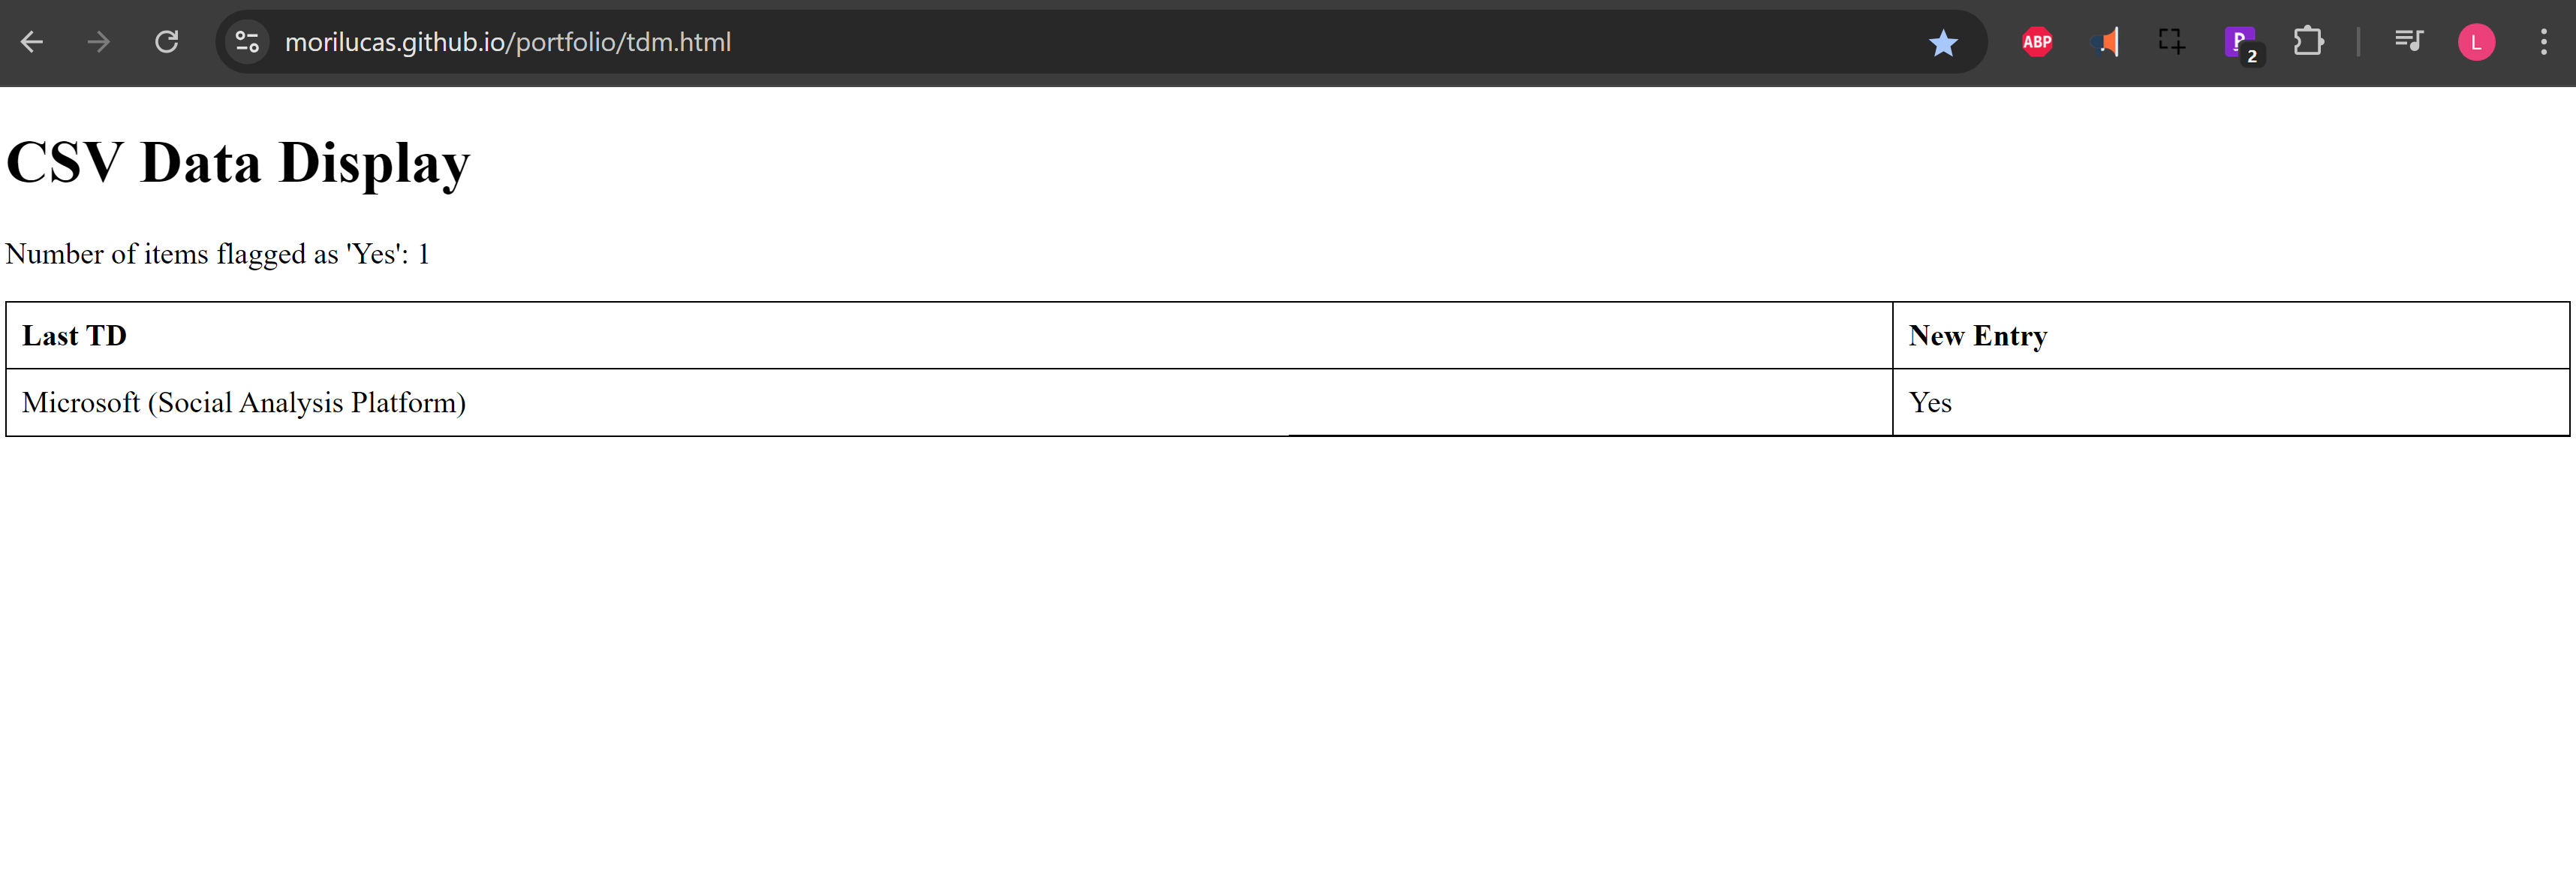 morilucas.github.io/portfolio/tdm.html
ABP
2
L
CSV Data Display
Number of items flagged as 'Yes': 1
Last TD New Entry
Microsoft (Social Analysis Platform) Yes